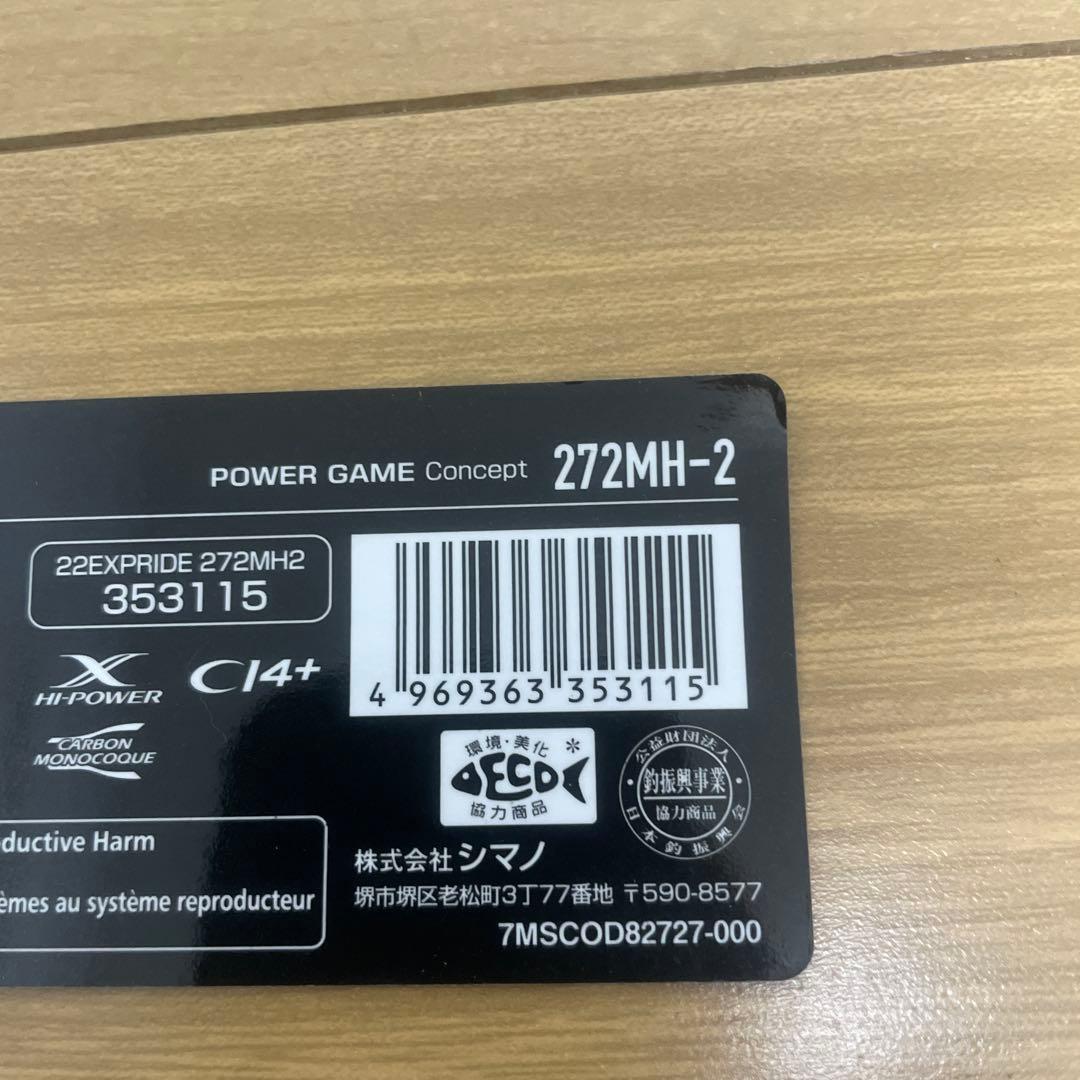 POWER GAME Concept 272MH-2
22EXPRIDE 272MH2
353115
X
HI-POWER
CI4+
CARBON
MONOCOQUE
4 969363 353115
環境・美化 *
ECO
協力商品
公益財団法人
釣振興事業
協力商品
日本釣振興会
ductive Harm
èmes au système reproducteur
株式会社シマノ
堺市堺区老松町3丁77番地 〒590-8577
7MSCOD82727-000